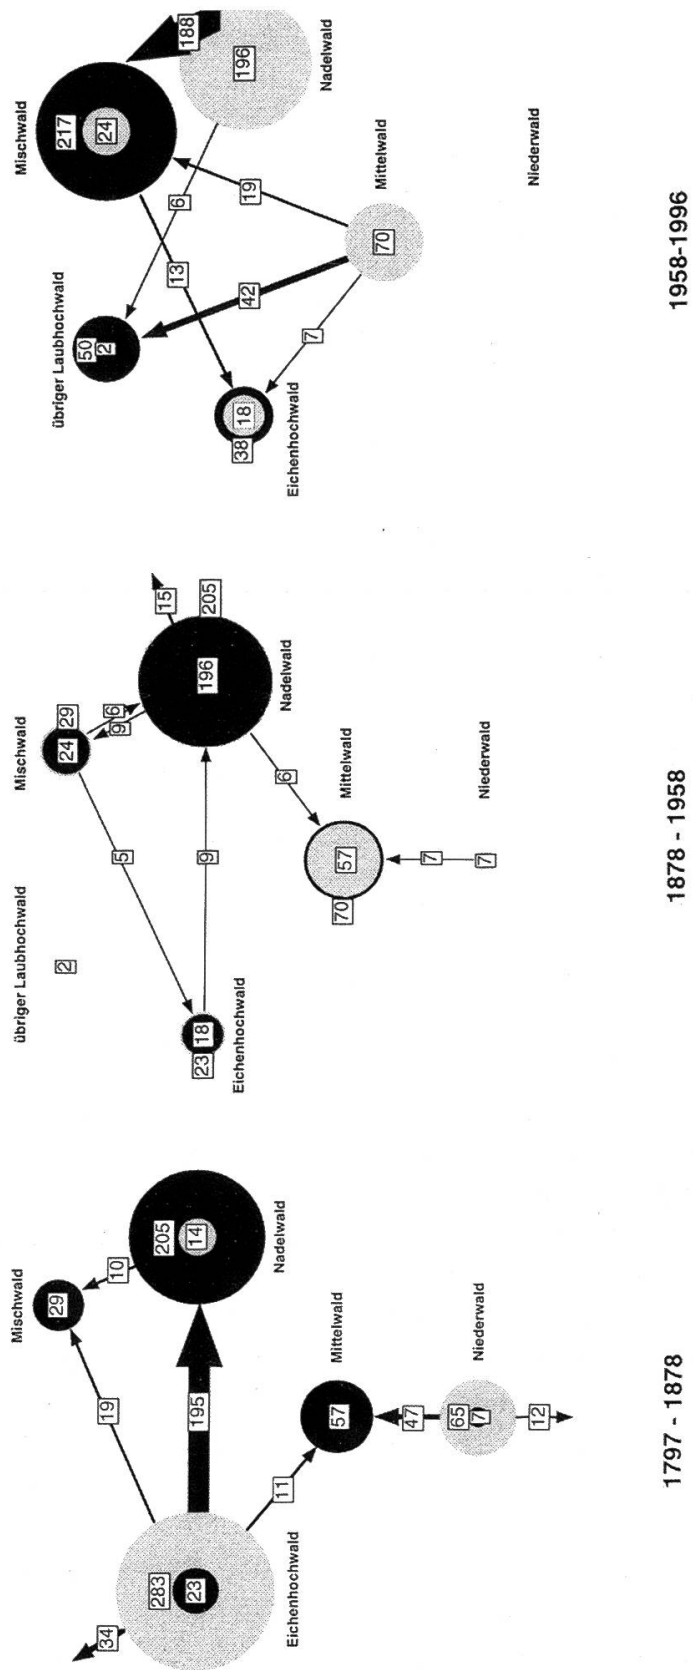 Mischwald
29
34
19
10
283
205
23
195
14
Eichenhochwald
Nadelwald
11
Mittelwald
57
47
65
7
Niederwald
12
1797 - 1878
übriger Laubhochwald
Mischwald
2
24
29
9
6
5
15
23
18
9
196
205
Eichenhochwald
Nadelwald
6
Mittelwald
70
57
7
7
Niederwald
1878 - 1958
übriger Laubhochwald
Mischwald
50
2
217
24
188
13
6
38
18
42
19
196
Eichenhochwald
7
Nadelwald
Mittelwald
70
Niederwald
1958-1996